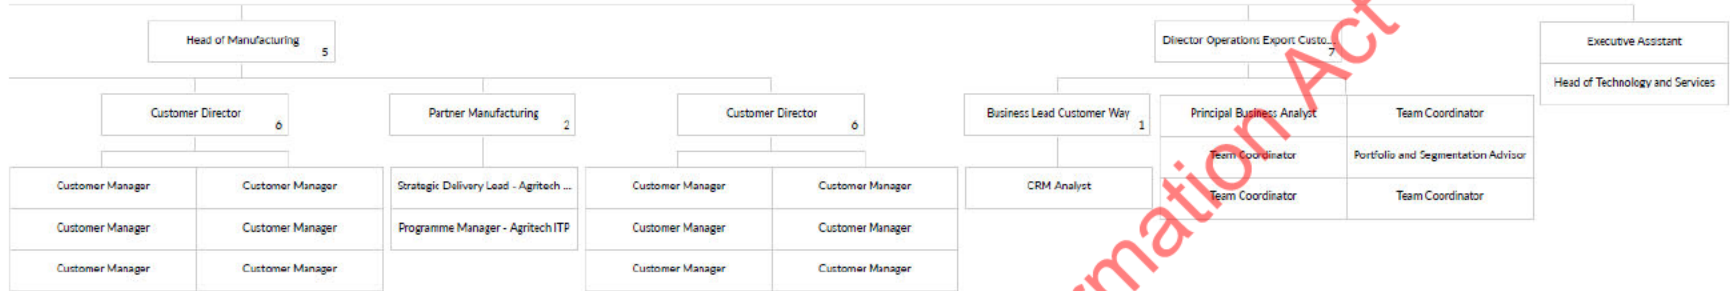 Head of Manufacturing
5
Director Operations Export Custo...
7
Executive Assistant
Head of Technology and Services
Customer Director
6
Partner Manufacturing
2
Customer Director
6
Business Lead Customer Way
1
Principal Business Analyst
Team Coordinator
Team Coordinator
Portfolio and Segmentation Advisor
Team Coordinator
Team Coordinator
Customer Manager
Customer Manager
Customer Manager
Customer Manager
Customer Manager
Customer Manager
Strategic Delivery Lead - Agritech ...
Programme Manager - Agritech ITP
Customer Manager
Customer Manager
Customer Manager
Customer Manager
Customer Manager
Customer Manager
CRM Analyst
rmation Act